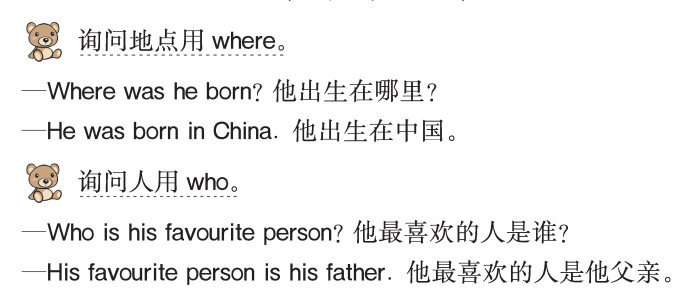 询问地点用 where。
—Where was he born? 他出生在哪里?
—He was born in China. 他出生在中国。
询问人用 who。
—Who is his favourite person? 他最喜欢的人是谁?
—His favourite person is his father. 他最喜欢的人是他父亲。